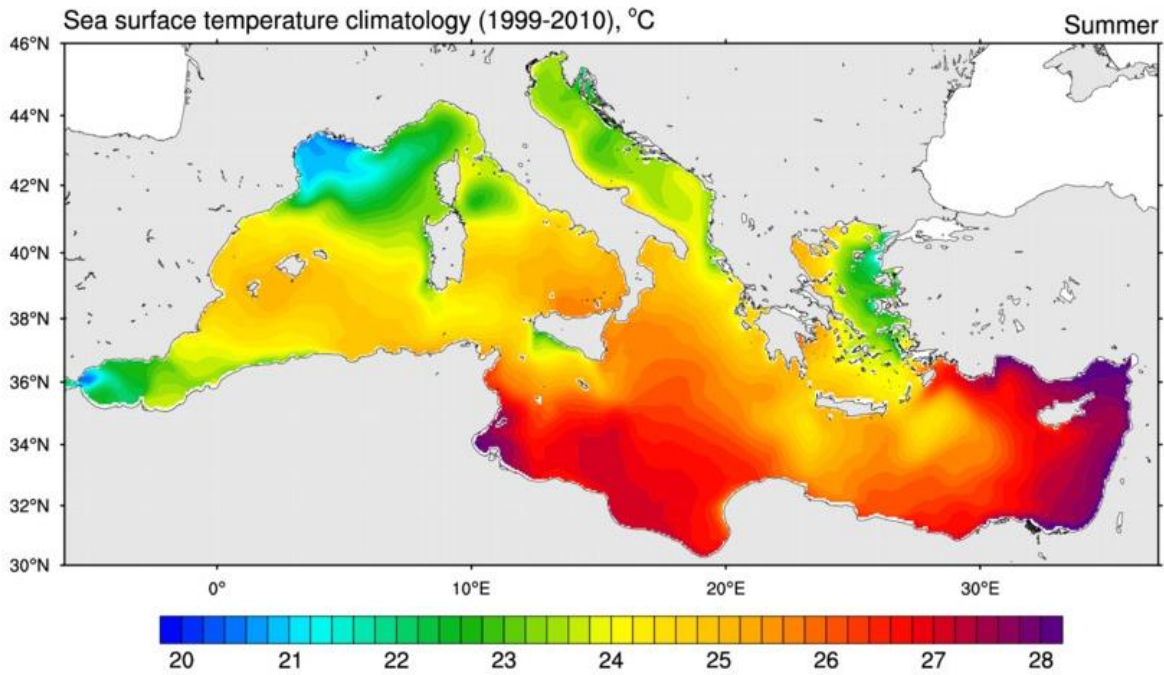 Sea surface temperature climatology (1999-2010), °C Summer
46°N
44°N
42°N
40°N
38°N
36°N
34°N
32°N
30°N
0° 10°E 20°E 30°E
20 21 22 23 24 25 26 27 28